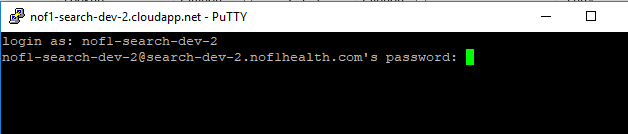 nof1-search-dev-2.cloudapp.net - PuTTY
login as: nof1-search-dev-2
nof1-search-dev-2@search-dev-2.nof1health.com's password: